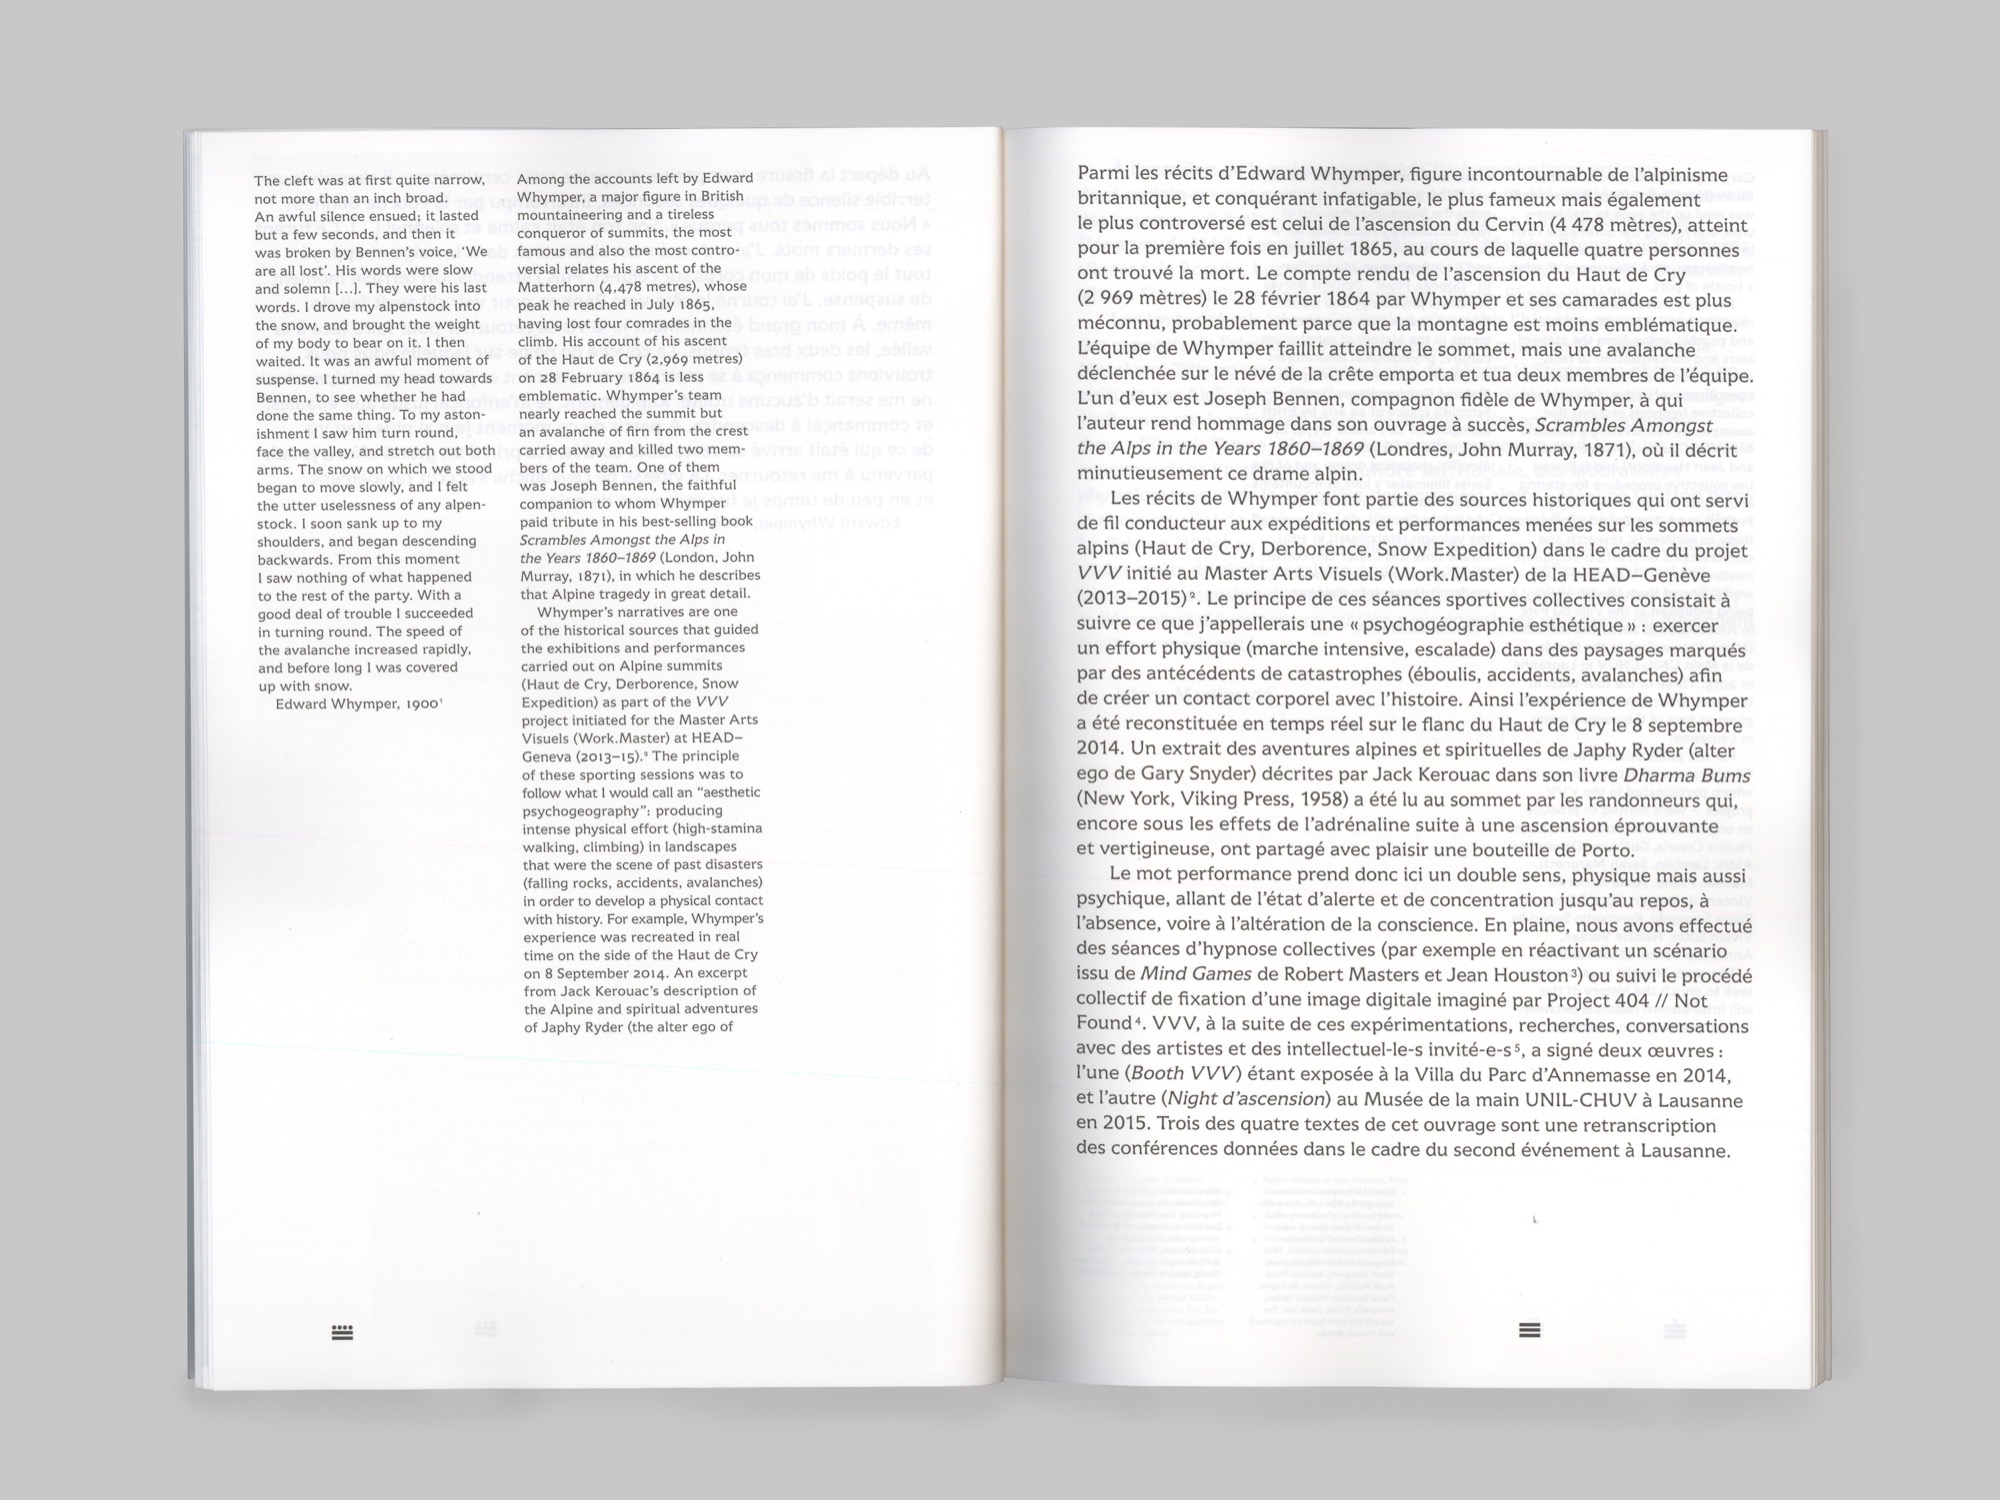 The cleft was at first quite narrow,
not more than an inch broad.
An awful silence ensued; it lasted
but a few seconds, and then it
was broken by Bennen's voice, ‘We
are all lost’. His words were slow
and solemn […]. They were his last
words. I drove my alpenstock into
the snow, and brought the weight
of my body to bear on it. I then
waited. It was an awful moment of
suspense. I turned my head towards
Bennen, to see whether he had
done the same thing. To my aston-
ishment I saw him turn round,
face the valley, and stretch out both
arms. The snow on which we stood
began to move slowly, and I felt
the utter uselessness of any alpen-
stock. I soon sank up to my
shoulders, and began descending
backwards. From this moment
I saw nothing of what happened
to the rest of the party. With a
good deal of trouble I succeeded
in turning round. The speed of
the avalanche increased rapidly,
and before long I was covered
up with snow.
Edward Whymper, 1900¹
Among the accounts left by Edward
Whymper, a major figure in British
mountaineering and a tireless
conqueror of summits, the most
famous and also the most contro-
versial relates his ascent of the
Matterhorn (4,478 metres), whose
peak he reached in July 1865,
having lost four comrades in the
climb. His account of his ascent
of the Haut de Cry (2,969 metres)
on 28 February 1864 is less
emblematic. Whymper's team
nearly reached the summit but
an avalanche of firn from the crest
carried away and killed two mem-
bers of the team. One of them
was Joseph Bennen, the faithful
companion to whom Whymper
paid tribute in his best-selling book
Scrambles Amongst the Alps in
the Years 1860–1869 (London, John
Murray, 1871), in which he describes
that Alpine tragedy in great detail.
Whymper's narratives are one
of the historical sources that guided
the exhibitions and performances
carried out on Alpine summits
(Haut de Cry, Derborence, Snow
Expedition) as part of the VVV
project initiated for the Master Arts
Visuels (Work.Master) at HEAD–
Geneva (2013–15).² The principle
of these sporting sessions was to
follow what I would call an “aesthetic
psychogeography”: producing
intense physical effort (high-stamina
walking, climbing) in landscapes
that were the scene of past disasters
(falling rocks, accidents, avalanches)
in order to develop a physical contact
with history. For example, Whymper's
experience was recreated in real
time on the side of the Haut de Cry
on 8 September 2014. An excerpt
from Jack Kerouac's description of
the Alpine and spiritual adventures
of Japhy Ryder (the alter ego of
Parmi les récits d'Edward Whymper, figure incontournable de l'alpinisme
britannique, et conquérant infatigable, le plus fameux mais également
le plus controversé est celui de l'ascension du Cervin (4 478 mètres), atteint
pour la première fois en juillet 1865, au cours de laquelle quatre personnes
ont trouvé la mort. Le compte rendu de l'ascension du Haut de Cry
(2 969 mètres) le 28 février 1864 par Whymper et ses camarades est plus
méconnu, probablement parce que la montagne est moins emblématique.
L'équipe de Whymper faillit atteindre le sommet, mais une avalanche
déclenchée sur le névé de la crête emporta et tua deux membres de l'équipe.
L'un d'eux est Joseph Bennen, compagnon fidèle de Whymper, à qui
l'auteur rend hommage dans son ouvrage à succès, Scrambles Amongst
the Alps in the Years 1860–1869 (Londres, John Murray, 1871), où il décrit
minutieusement ce drame alpin.
Les récits de Whymper font partie des sources historiques qui ont servi
de fil conducteur aux expéditions et performances menées sur les sommets
alpins (Haut de Cry, Derborence, Snow Expedition) dans le cadre du projet
VVV initié au Master Arts Visuels (Work.Master) de la HEAD–Genève
(2013–2015)². Le principe de ces séances sportives collectives consistait à
suivre ce que j'appellerais une « psychogéographie esthétique » : exercer
un effort physique (marche intensive, escalade) dans des paysages marqués
par des antécédents de catastrophes (éboulis, accidents, avalanches) afin
de créer un contact corporel avec l'histoire. Ainsi l'expérience de Whymper
a été reconstituée en temps réel sur le flanc du Haut de Cry le 8 septembre
2014. Un extrait des aventures alpines et spirituelles de Japhy Ryder (alter
ego de Gary Snyder) décrites par Jack Kerouac dans son livre Dharma Bums
(New York, Viking Press, 1958) a été lu au sommet par les randonneurs qui,
encore sous les effets de l'adrénaline suite à une ascension éprouvante
et vertigineuse, ont partagé avec plaisir une bouteille de Porto.
Le mot performance prend donc ici un double sens, physique mais aussi
psychique, allant de l'état d'alerte et de concentration jusqu'au repos, à
l'absence, voire à l'altération de la conscience. En plaine, nous avons effectué
des séances d'hypnose collectives (par exemple en réactivant un scénario
issu de Mind Games de Robert Masters et Jean Houston³) ou suivi le procédé
collectif de fixation d'une image digitale imaginé par Project 404 // Not
Found⁴. VVV, à la suite de ces expérimentations, recherches, conversations
avec des artistes et des intellectuel-le-s invité-e-s⁵, a signé deux œuvres :
l'une (Booth VVV) étant exposée à la Villa du Parc d'Annemasse en 2014,
et l'autre (Night d'ascension) au Musée de la main UNIL-CHUV à Lausanne
en 2015. Trois des quatre textes de cet ouvrage sont une retranscription
des conférences données dans le cadre du second événement à Lausanne.